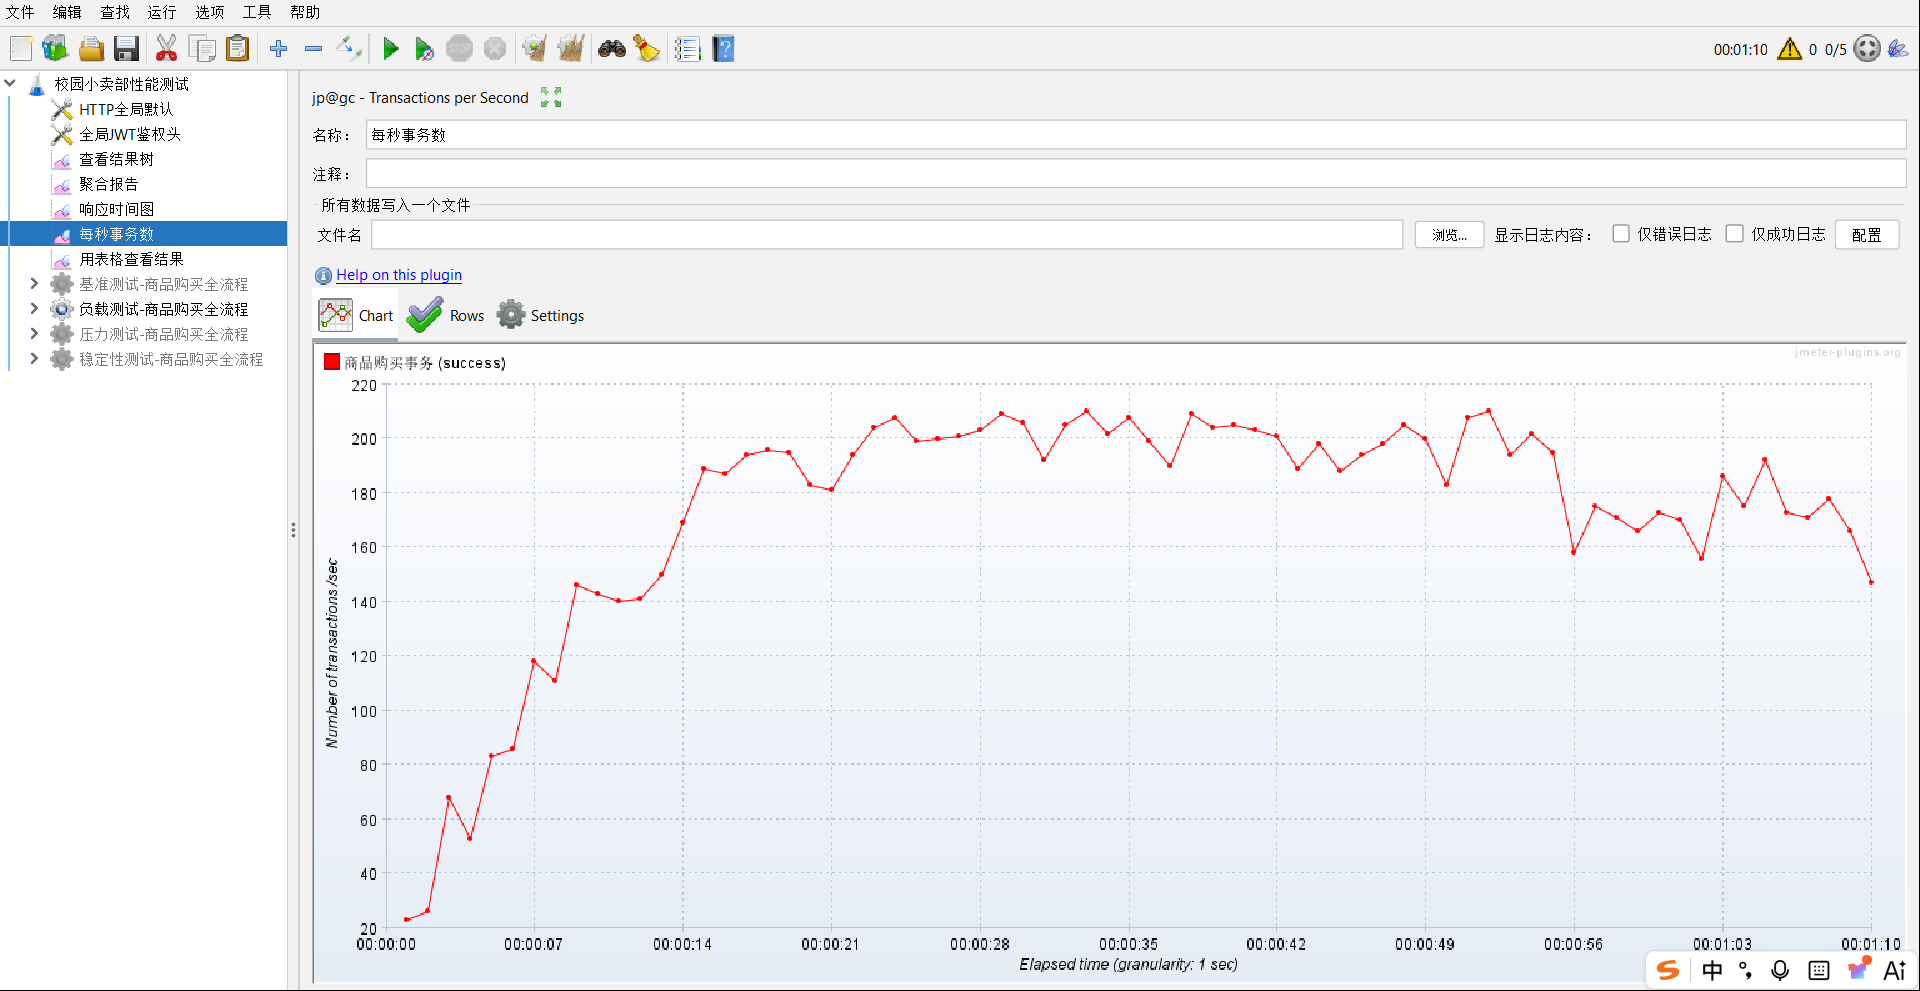 文件 编辑 查找 运行 选项 工具 帮助
STOP
00:01:10 0 0/5
校园小卖部性能测试
HTTP全局默认
全局JWT鉴权头
查看结果树
聚合报告
响应时间图
每秒事务数
用表格查看结果
基准测试-商品购买全流程
负载测试-商品购买全流程
压力测试-商品购买全流程
稳定性测试-商品购买全流程
jp@gc - Transactions per Second
名称： 每秒事务数
注释：
所有数据写入一个文件
文件名 浏览... 显示日志内容： 仅错误日志 仅成功日志 配置
Help on this plugin
Chart Rows Settings
jmeter-plugins.org
商品购买事务 (success)
220
200
180
160
140
120
100
80
60
40
20
Number of transactions /sec
00:00:00 00:00:07 00:00:14 00:00:21 00:00:28 00:00:35 00:00:42 00:00:49 00:00:56 00:01:03 00:01:10
Elapsed time (granularity: 1 sec)
S 中 °, Ai